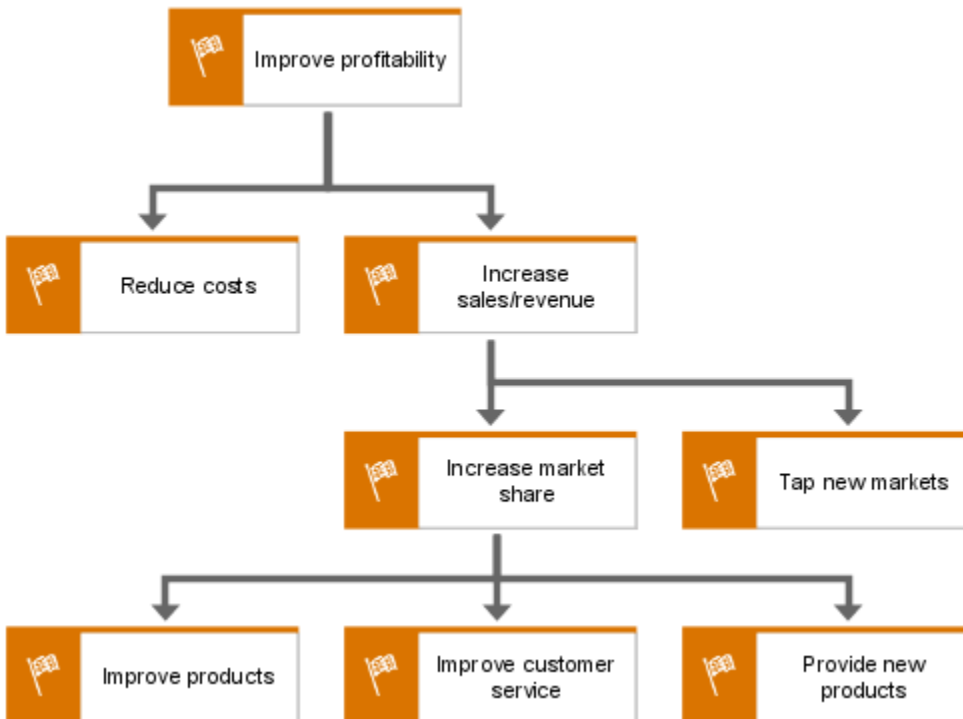 Improve profitability
Reduce costs
Increase
sales/revenue
Increase market
share
Tap new markets
Improve products
Improve customer
service
Provide new
products